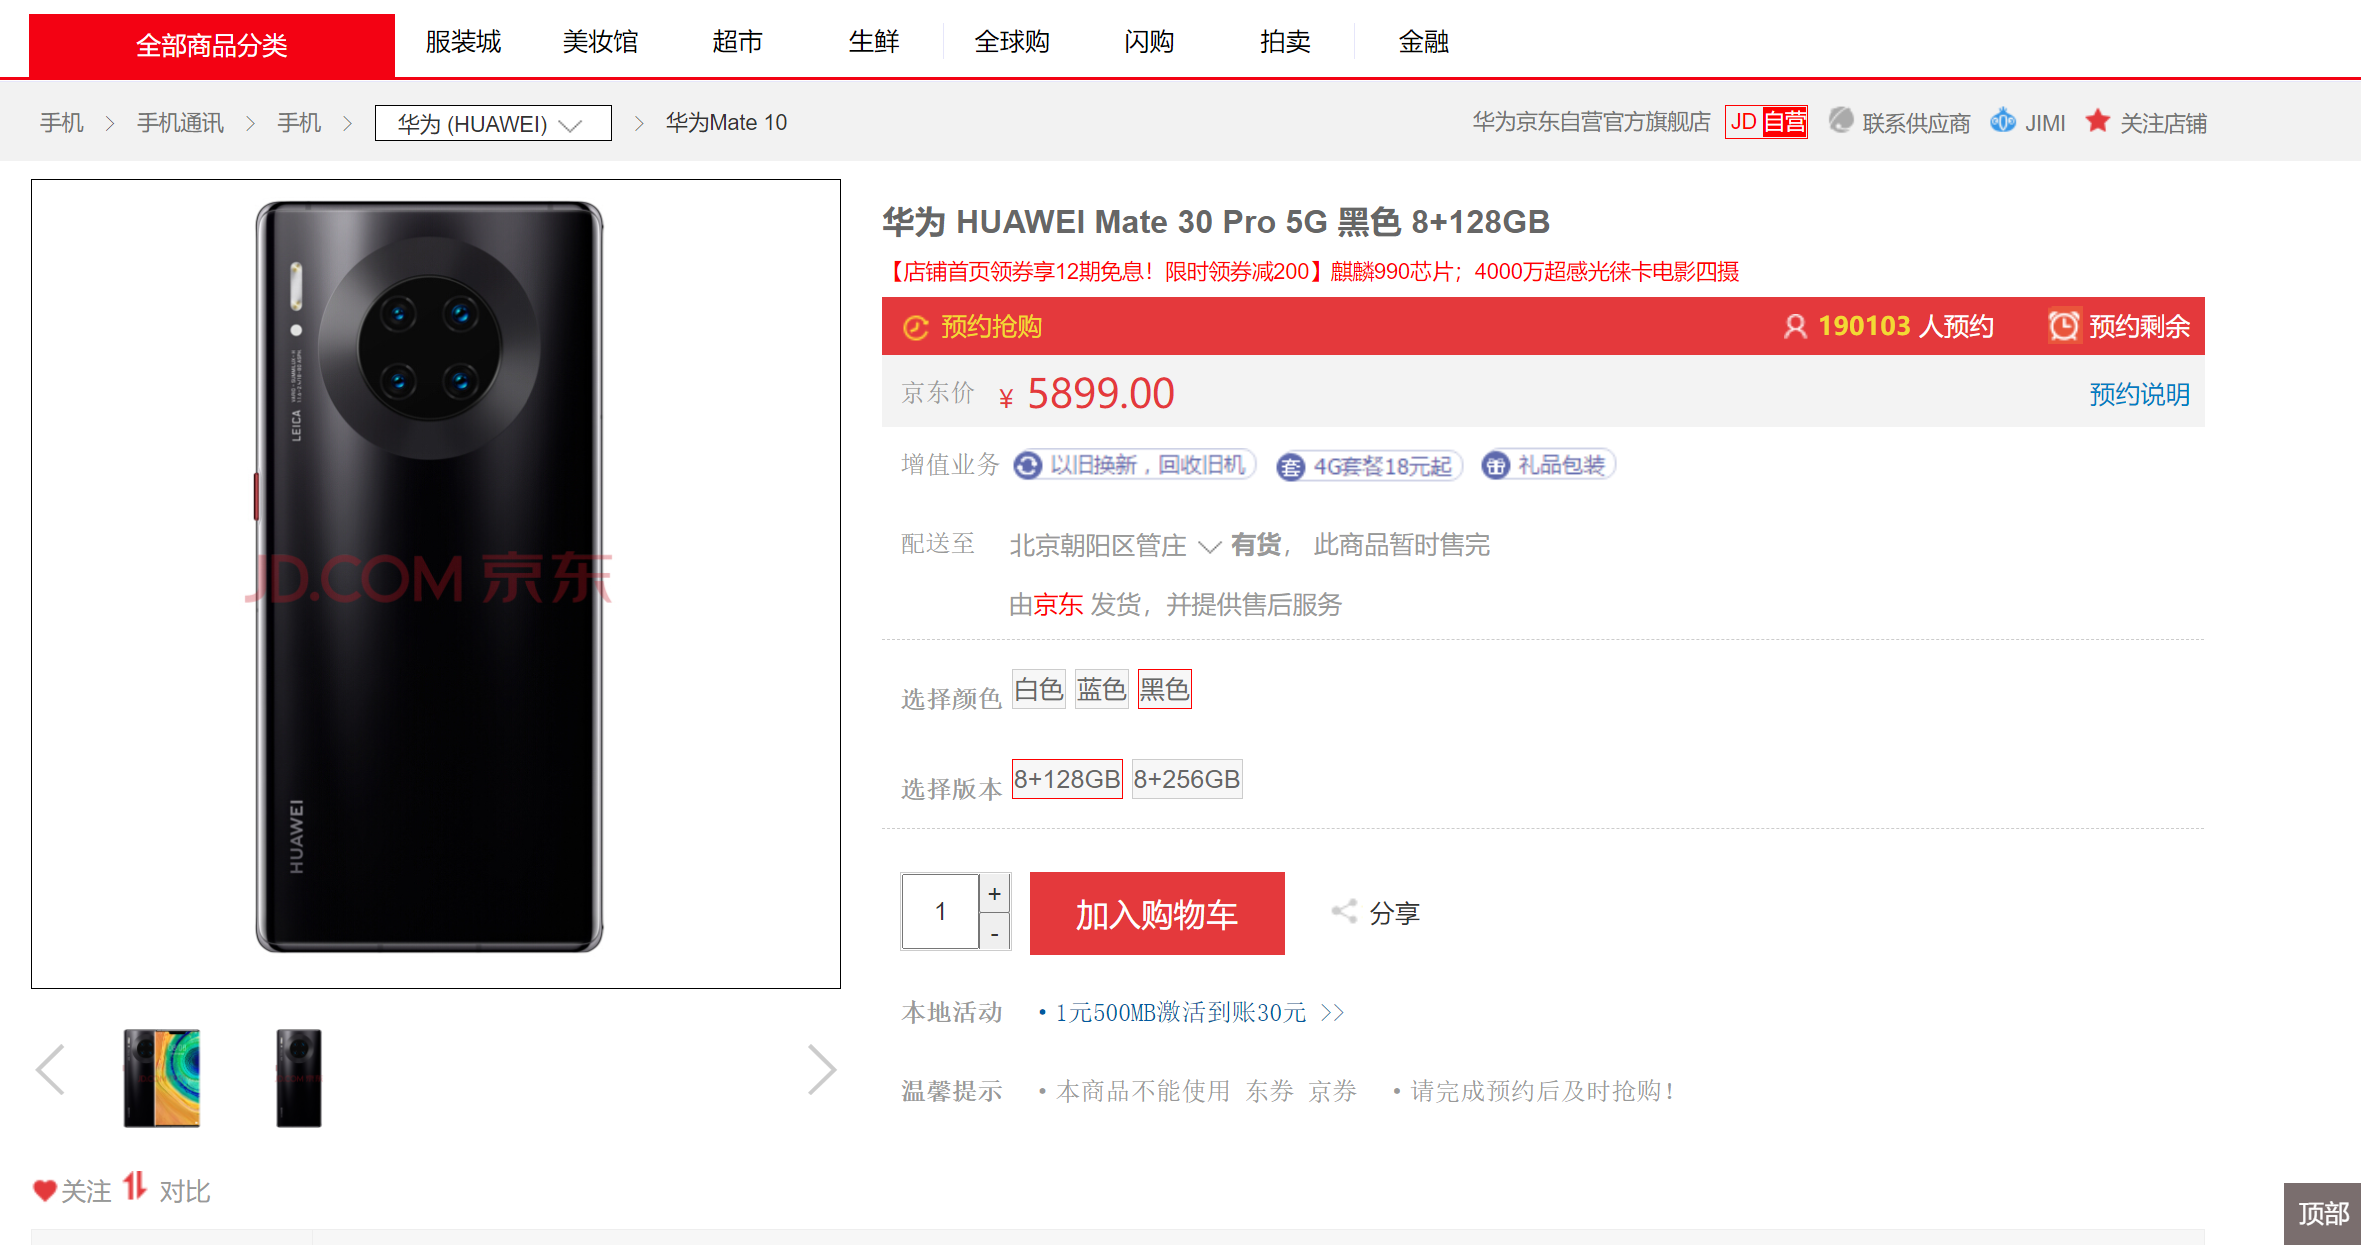 全部商品分类 服装城 美妆馆 超市 生鲜 全球购 闪购 拍卖 金融
手机 > 手机通讯 > 手机 > 华为 (HUAWEI) > 华为Mate 10
华为京东自营官方旗舰店 JD 自营 联系供应商 JIMI 关注店铺
LEICA
HUAWEI
JD.COM 京东
华为 HUAWEI Mate 30 Pro 5G 黑色 8+128GB
【店铺首页领券享12期免息！限时领券减200】麒麟990芯片；4000万超感光徕卡电影四摄
预约抢购 190103 人预约 预约剩余
京东价 ¥ 5899.00 预约说明
增值业务 以旧换新，回收旧机 套 4G套餐18元起 礼品包装
配送至 北京朝阳区管庄 有货， 此商品暂时售完
由京东 发货，并提供售后服务
选择颜色 白色 蓝色 黑色
选择版本 8+128GB 8+256GB
1 + - 加入购物车 分享
本地活动 • 1元500MB激活到账30元 >>
温馨提示 • 本商品不能使用 东券 京券 • 请完成预约后及时抢购！
关注 对比
顶部